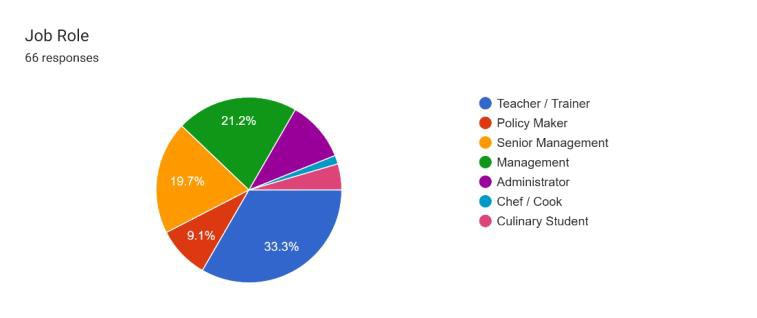 Job Role
66 responses
21.2%
19.7%
9.1%
33.3%
Teacher / Trainer
Policy Maker
Senior Management
Management
Administrator
Chef / Cook
Culinary Student